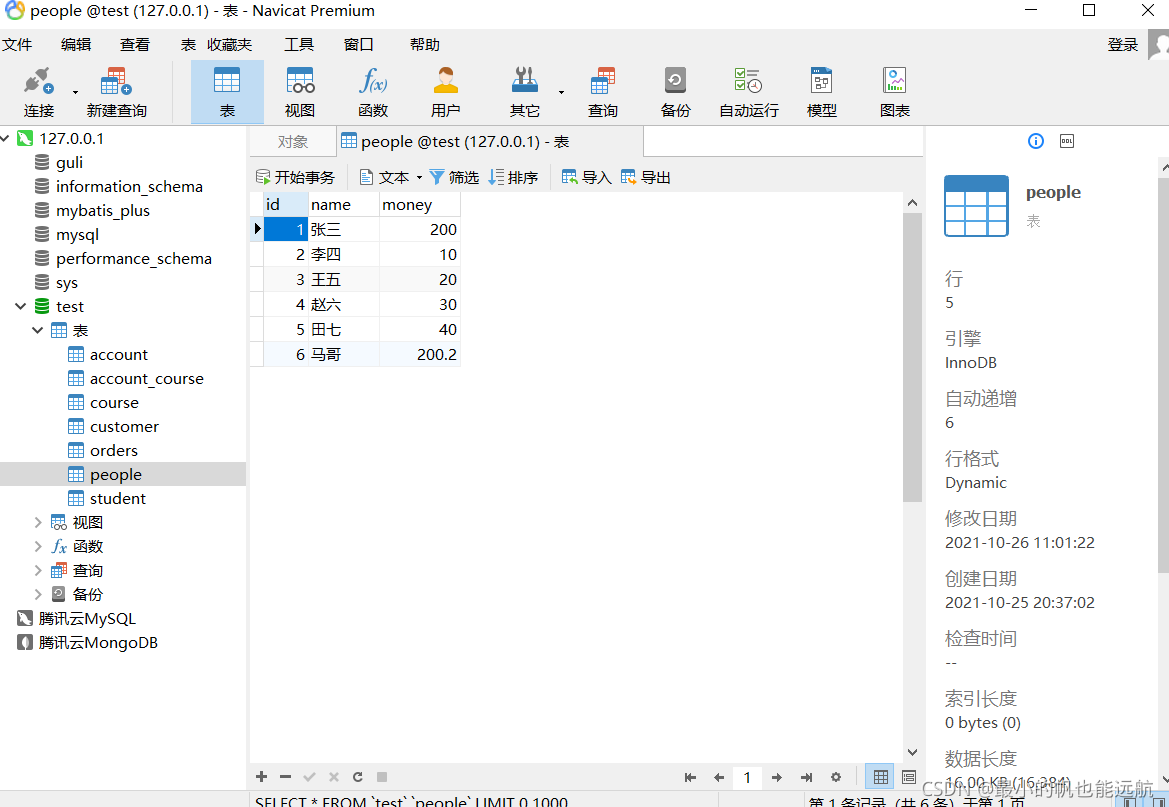 people @test (127.0.0.1) - 表 - Navicat Premium
文件 编辑 查看 表 收藏夹 工具 窗口 帮助 登录
连接 新建查询 表 视图 函数 用户 其它 查询 备份 自动运行 模型 图表
127.0.0.1
guli
information_schema
mybatis_plus
mysql
performance_schema
sys
test
表
account
account_course
course
customer
orders
people
student
视图
函数
查询
备份
腾讯云MySQL
腾讯云MongoDB
对象 people @test (127.0.0.1) - 表
开始事务 文本 筛选 排序 导入 导出
id name money
1 张三 200
2 李四 10
3 王五 20
4 赵六 30
5 田七 40
6 马哥 200.2
1
SELECT * FROM `test`.`people` LIMIT 0,1000
第 1 条记录（共 6 条）于第 1 页
DDL
people
表
行
5
引擎
InnoDB
自动递增
6
行格式
Dynamic
修改日期
2021-10-26 11:01:22
创建日期
2021-10-25 20:37:02
检查时间
--
索引长度
0 bytes (0)
数据长度
16.00 KB (16,384)
CSDN @最小的帆也能远航